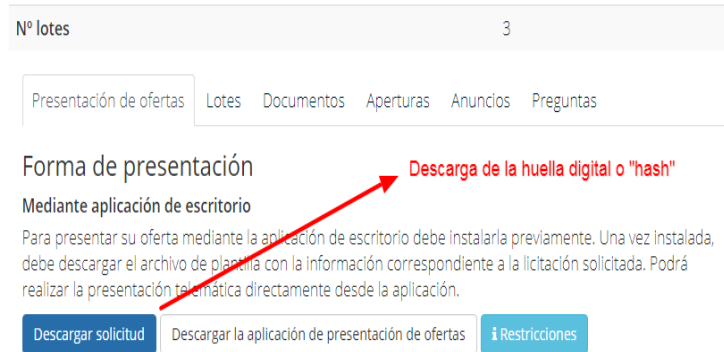 Nº lotes 3
Presentación de ofertas Lotes Documentos Aperturas Anuncios Preguntas
Forma de presentación
Descarga de la huella digital o "hash"
Mediante aplicación de escritorio
Para presentar su oferta mediante la aplicación de escritorio debe instalarla previamente. Una vez instalada,
debe descargar el archivo de plantilla con la información correspondiente a la licitación solicitada. Podrá
realizar la presentación telemática directamente desde la aplicación.
Descargar solicitud Descargar la aplicación de presentación de ofertas i Restricciones